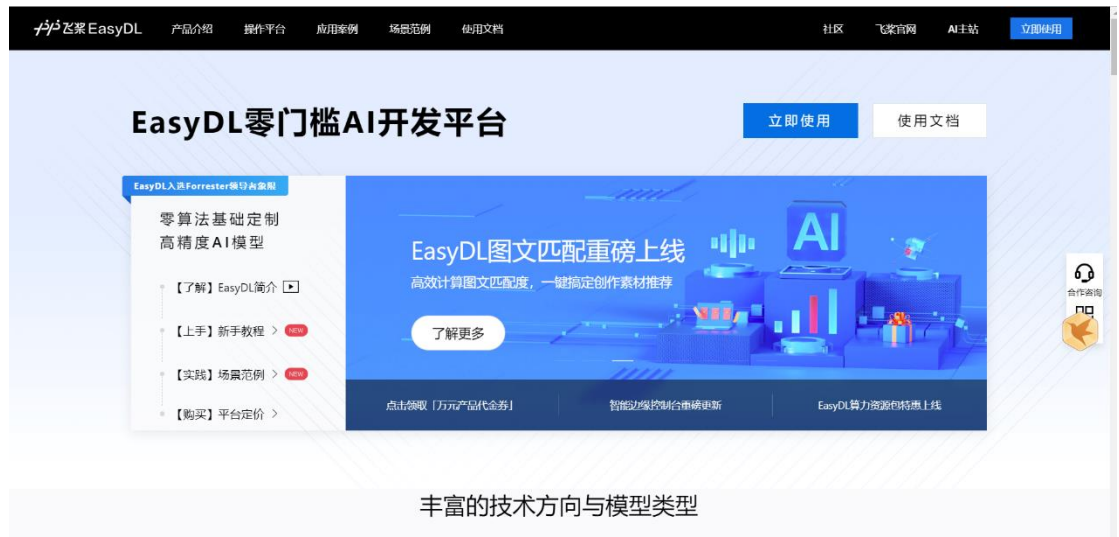 飞桨EasyDL 产品介绍 操作平台 应用案例 场景范例 使用文档 社区 飞桨官网 AI主站 立即使用
EasyDL零门槛AI开发平台 立即使用 使用文档
EasyDL入选Forrester领导者象限
零算法基础定制
高精度AI模型
【了解】EasyDL简介
【上手】新手教程 > NEW
【实践】场景范例 > NEW
【购买】平台定价 >
EasyDL图文匹配重磅上线
高效计算图文匹配度，一键搞定创作素材推荐
了解更多
AI
点击领取「万元产品代金券」 智能边缘控制台重磅更新 EasyDL算力资源包特惠上线
合作咨询
丰富的技术方向与模型类型